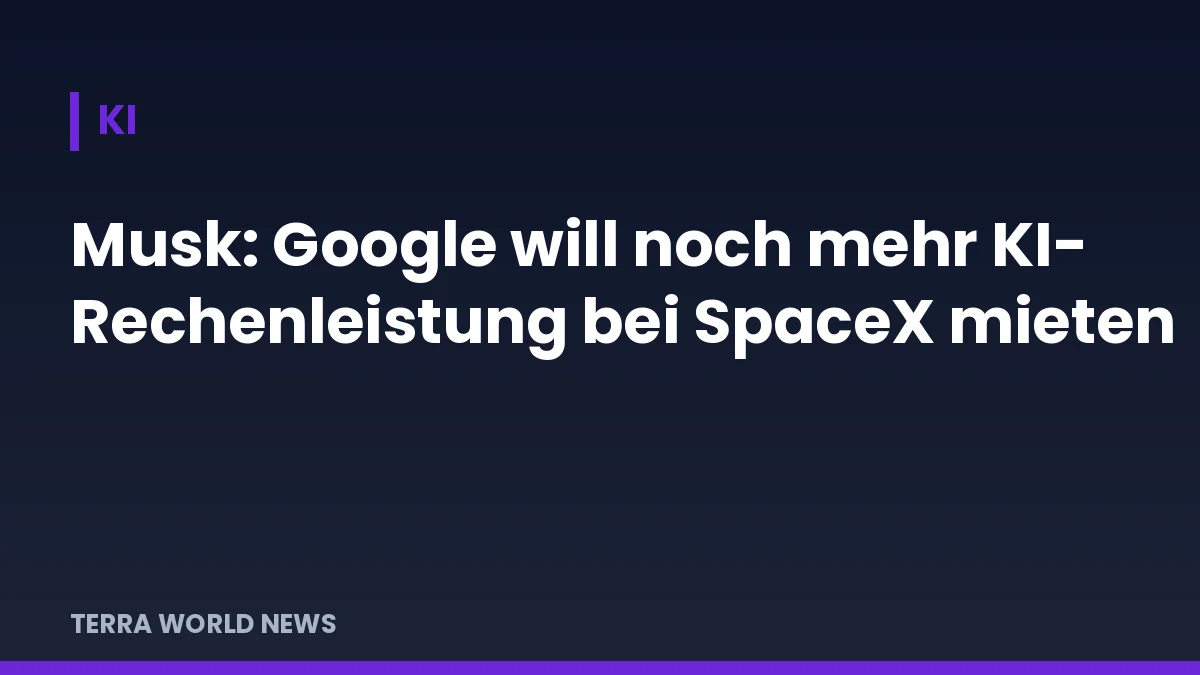 KI
Musk: Google will noch mehr KI-
Rechenleistung bei SpaceX mieten
TERRA WORLD NEWS